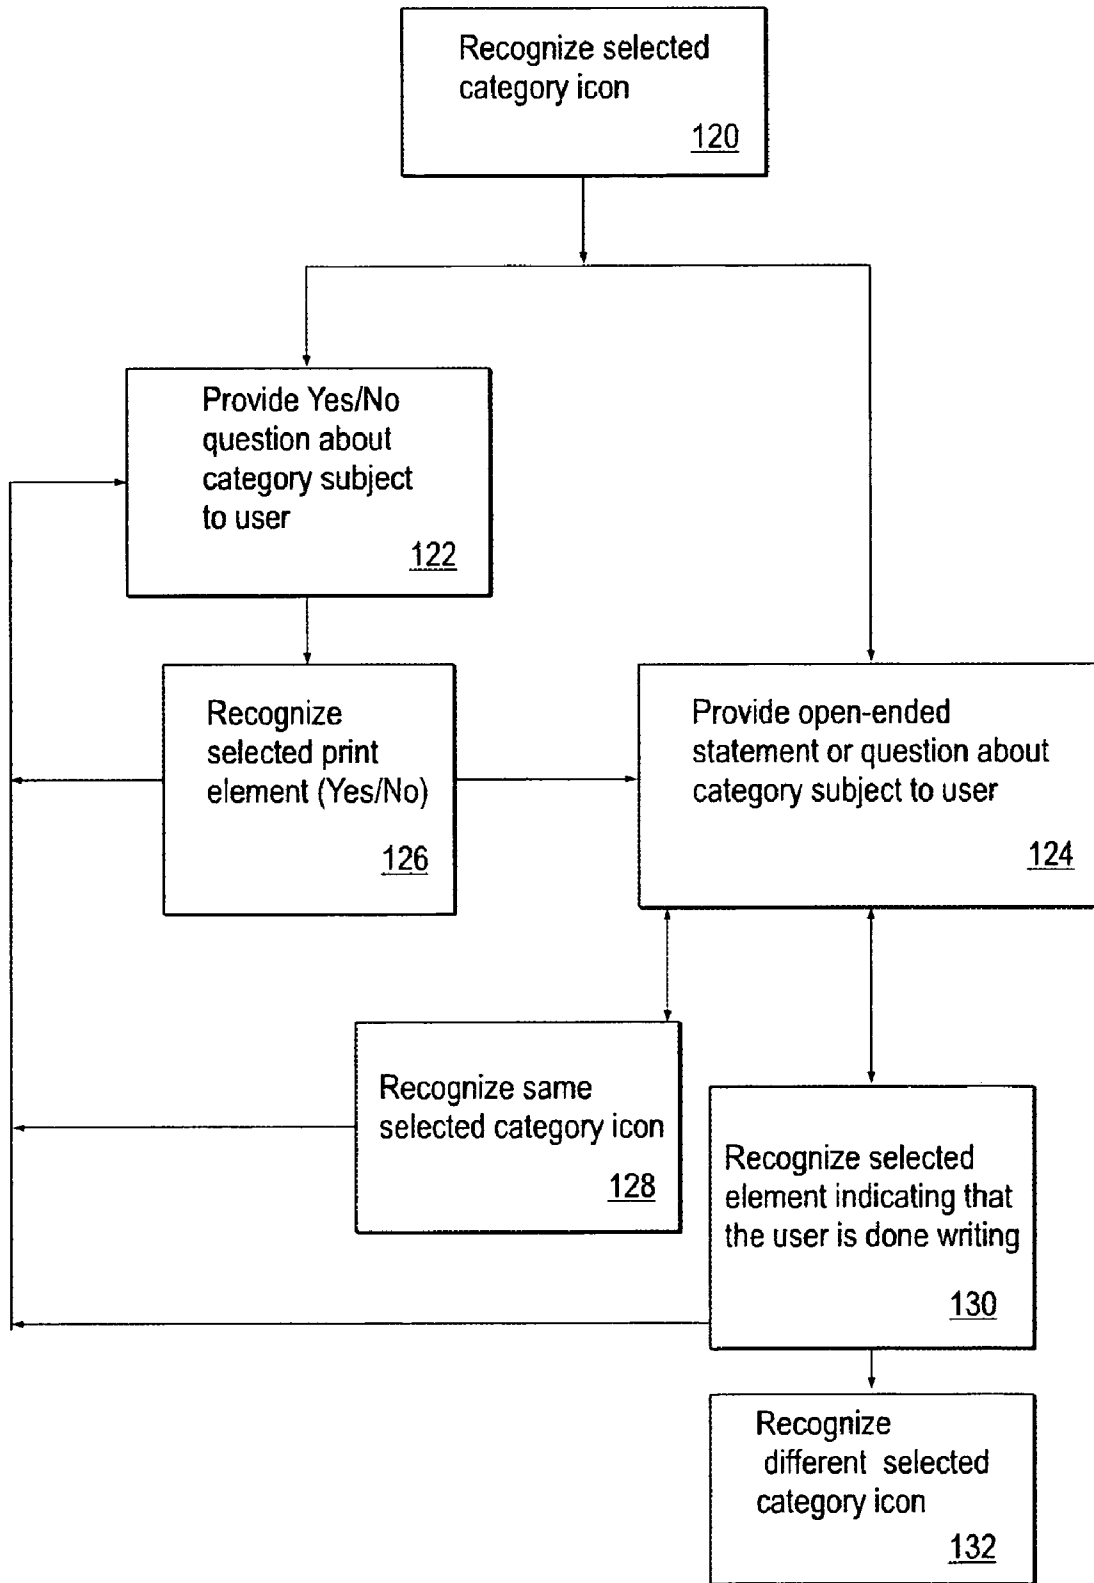 Recognize selected
category icon
120
Provide Yes/No
question about
category subject
to user
122
Recognize
selected print
element (Yes/No)
126
Provide open-ended
statement or question about
category subject to user
124
Recognize same
selected category icon
128
Recognize selected
element indicating that
the user is done writing
130
Recognize
different selected
category icon
132